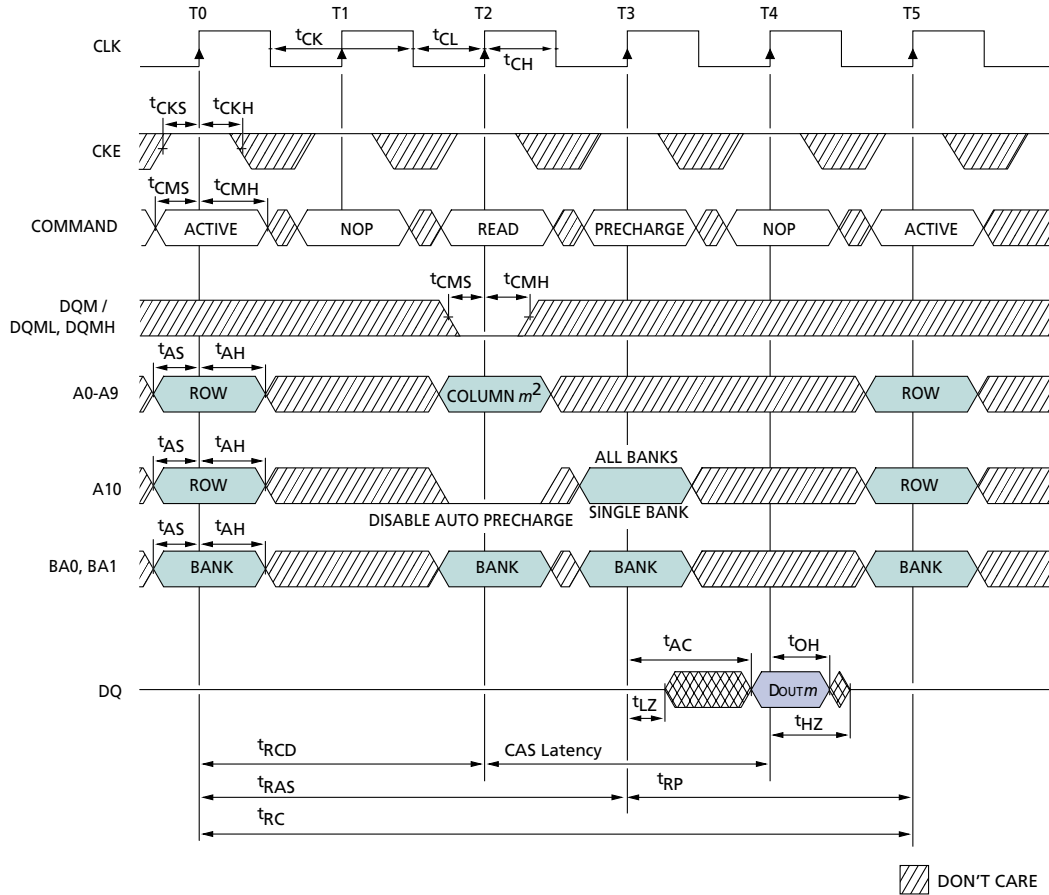 T0 T1 T2 T3 T4 T5
CLK
tCK tCL tCH
tCKS tCKH
CKE
tCMS tCMH
COMMAND ACTIVE NOP READ PRECHARGE NOP ACTIVE
tCMS tCMH
DQM /
DQML, DQMH
tAS tAH
A0-A9 ROW COLUMN m2 ROW
tAS tAH
ALL BANKS
A10 ROW ROW
DISABLE AUTO PRECHARGE SINGLE BANK
tAS tAH
BA0, BA1 BANK BANK BANK BANK
tAC tOH
DQ DOUTm
tLZ tHZ
tRCD CAS Latency
tRAS tRP
tRC
DON'T CARE